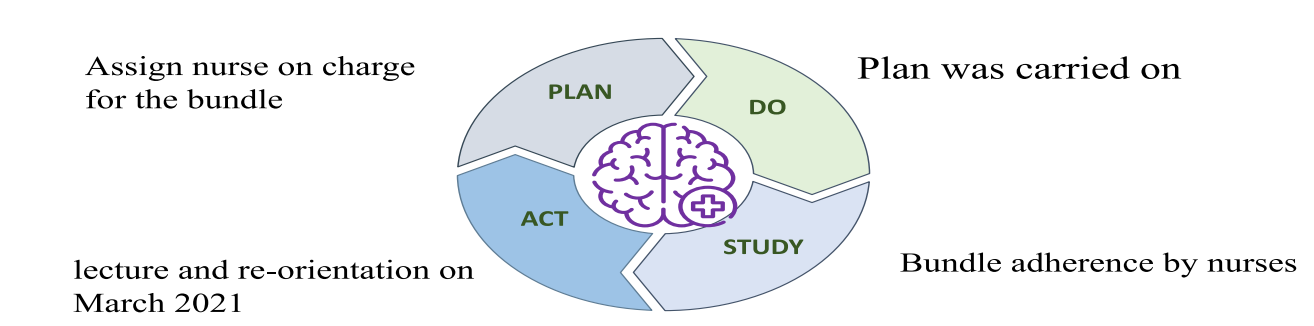 Assign nurse on charge
for the bundle
PLAN
DO
Plan was carried on
ACT
STUDY
lecture and re-orientation on
March 2021
Bundle adherence by nurses